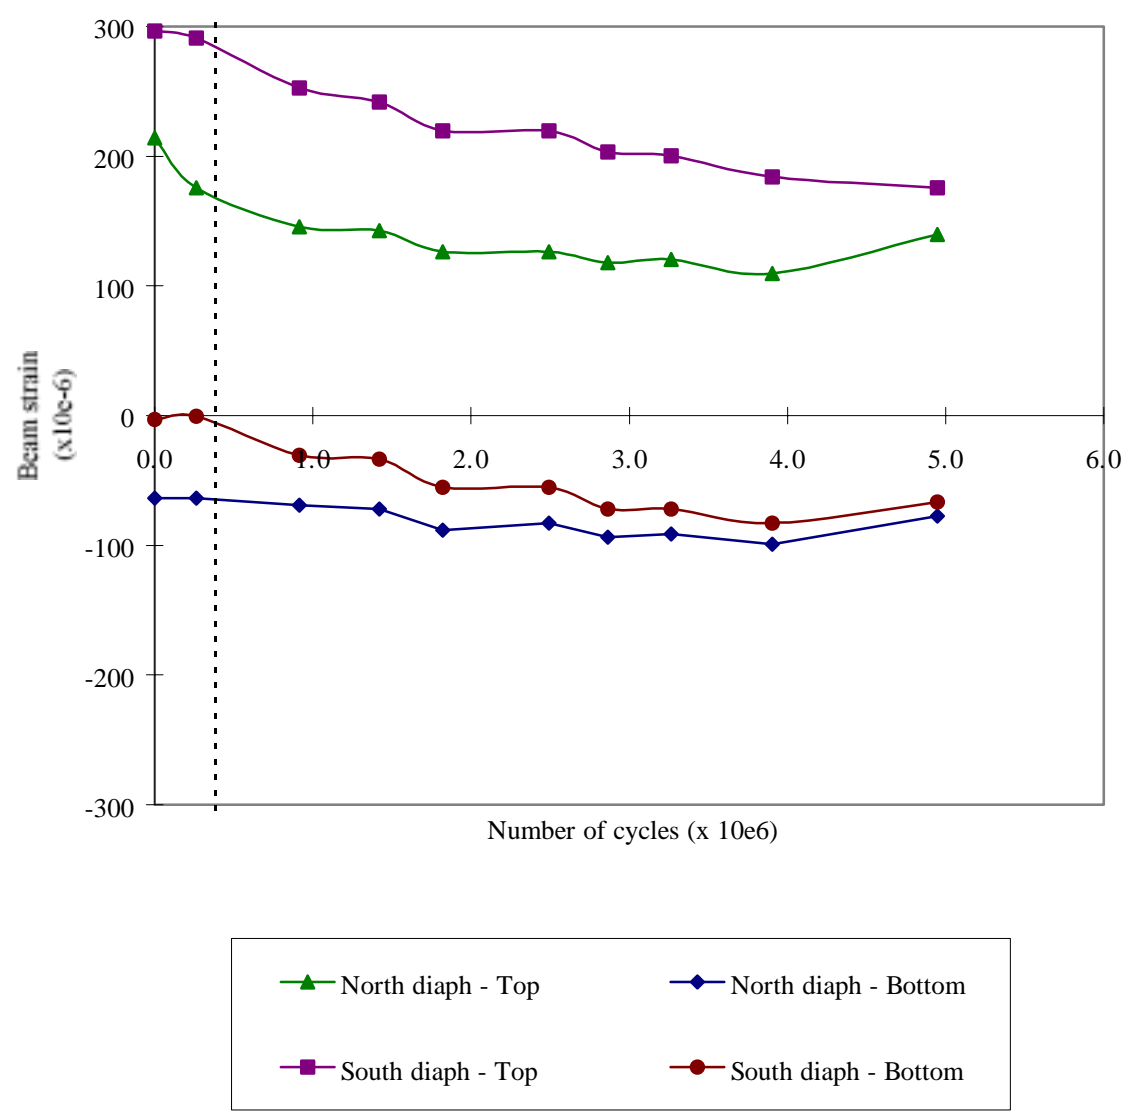 300
200
100
0
-100
-200
-300
0.0 1.0 2.0 3.0 4.0 5.0 6.0
Beam strain
(x10e-6)
Number of cycles (x 10e6)
North diaph - Top North diaph - Bottom
South diaph - Top South diaph - Bottom